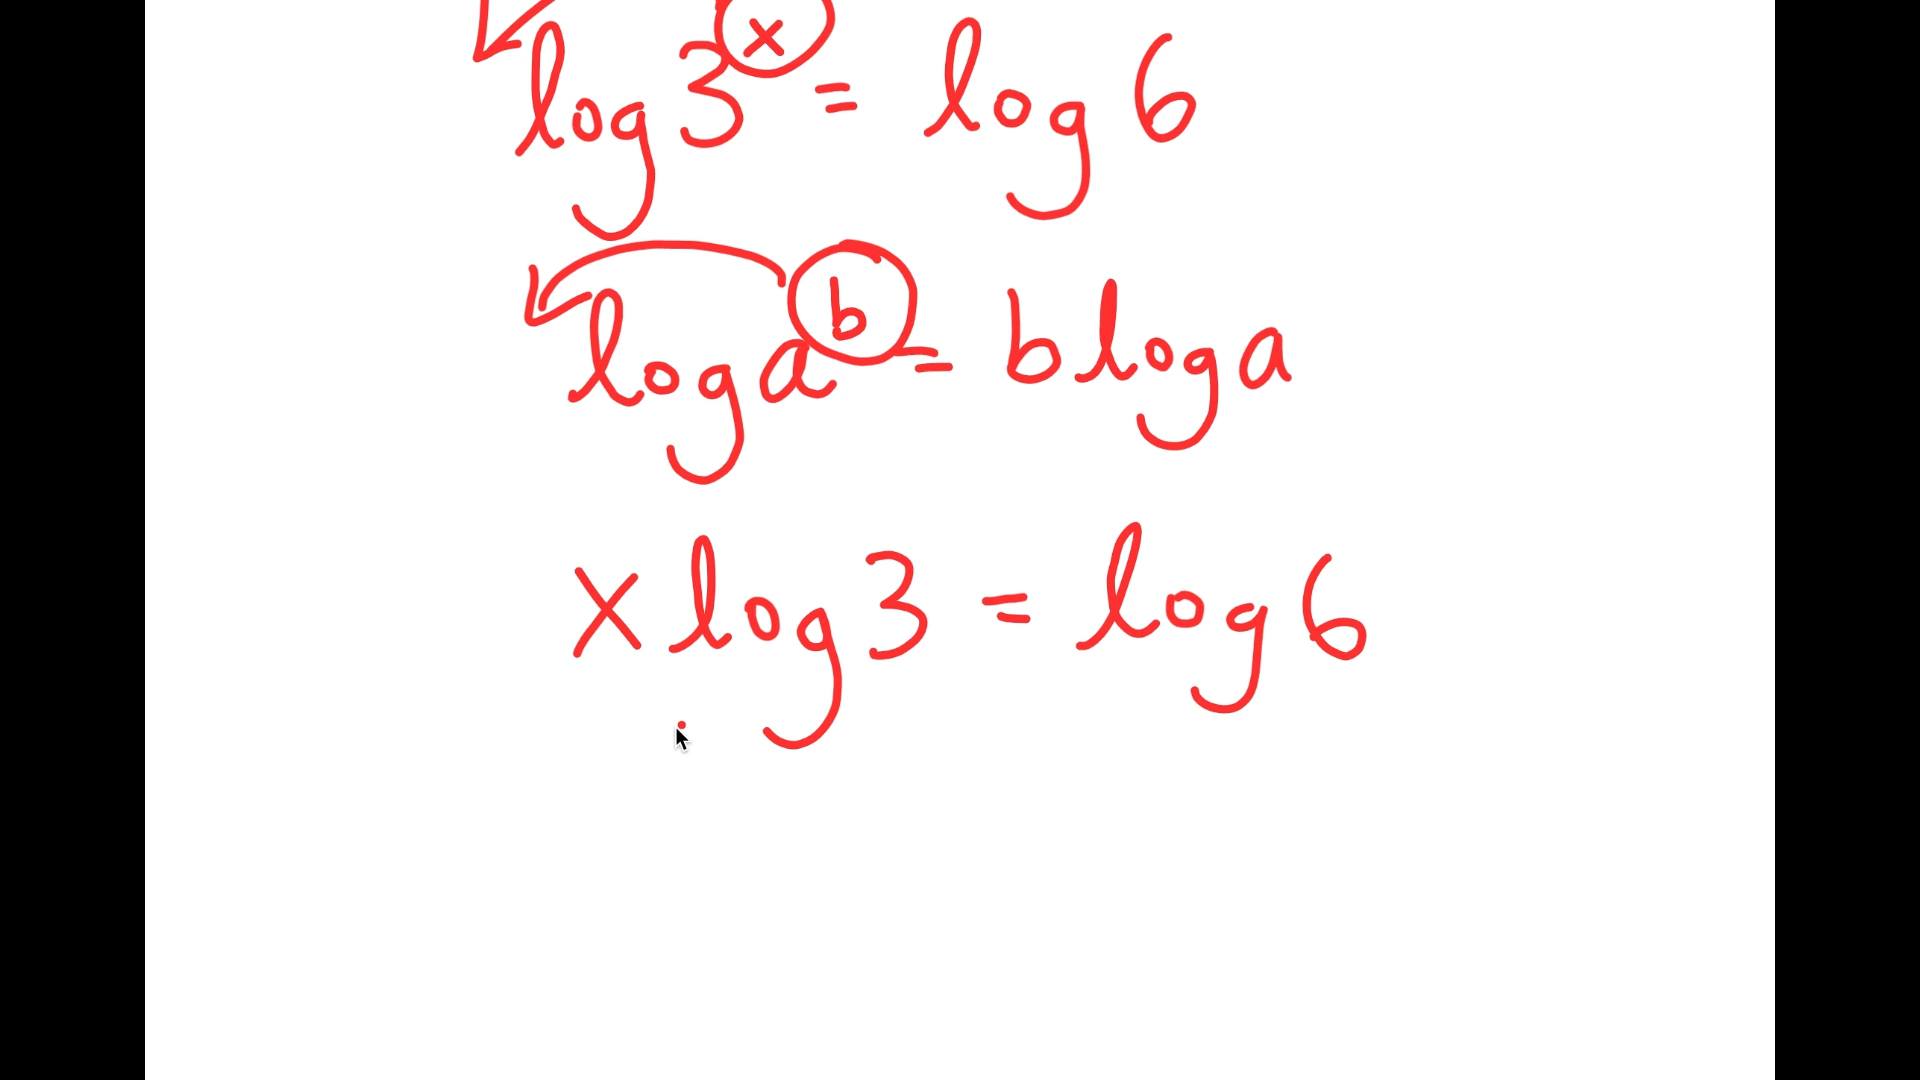 log 3^x = log 6
log a^b = b log a
x log 3 = log 6